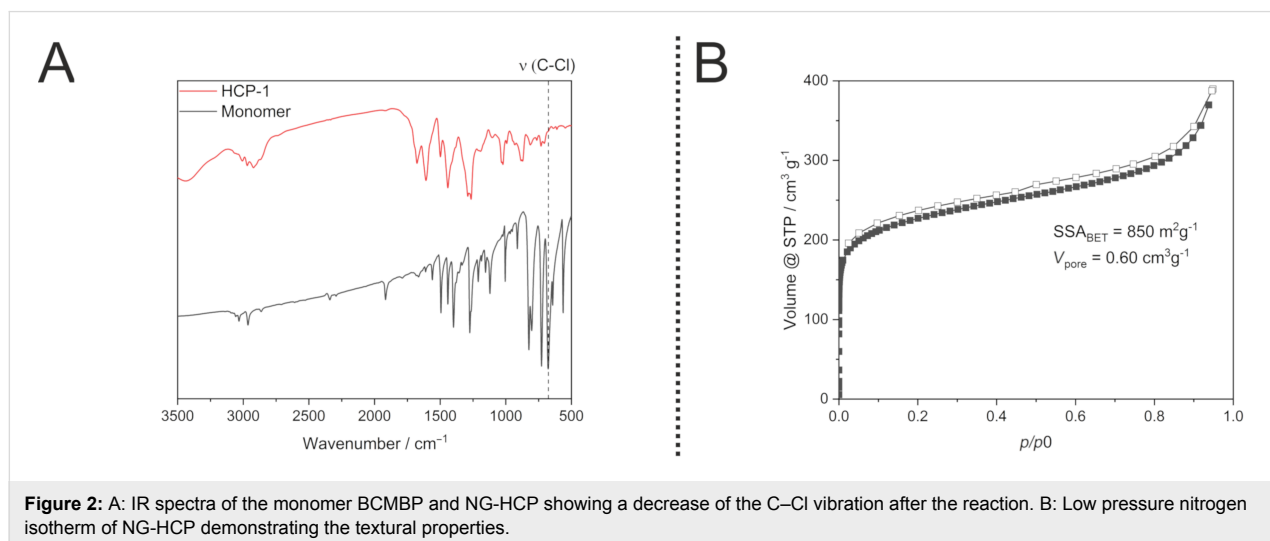 A
ν (C-Cl)
HCP-1
Monomer
3500
3000
2500
2000
1500
1000
500
Wavenumber / cm⁻¹
B
400
300
200
100
0
Volume @ STP / cm³ g⁻¹
SSA_BET = 850 m²g⁻¹
V_pore = 0.60 cm³g⁻¹
0.0
0.2
0.4
0.6
0.8
1.0
p/p0
Figure 2: A: IR spectra of the monomer BCMBP and NG-HCP showing a decrease of the C–Cl vibration after the reaction. B: Low pressure nitrogen
isotherm of NG-HCP demonstrating the textural properties.